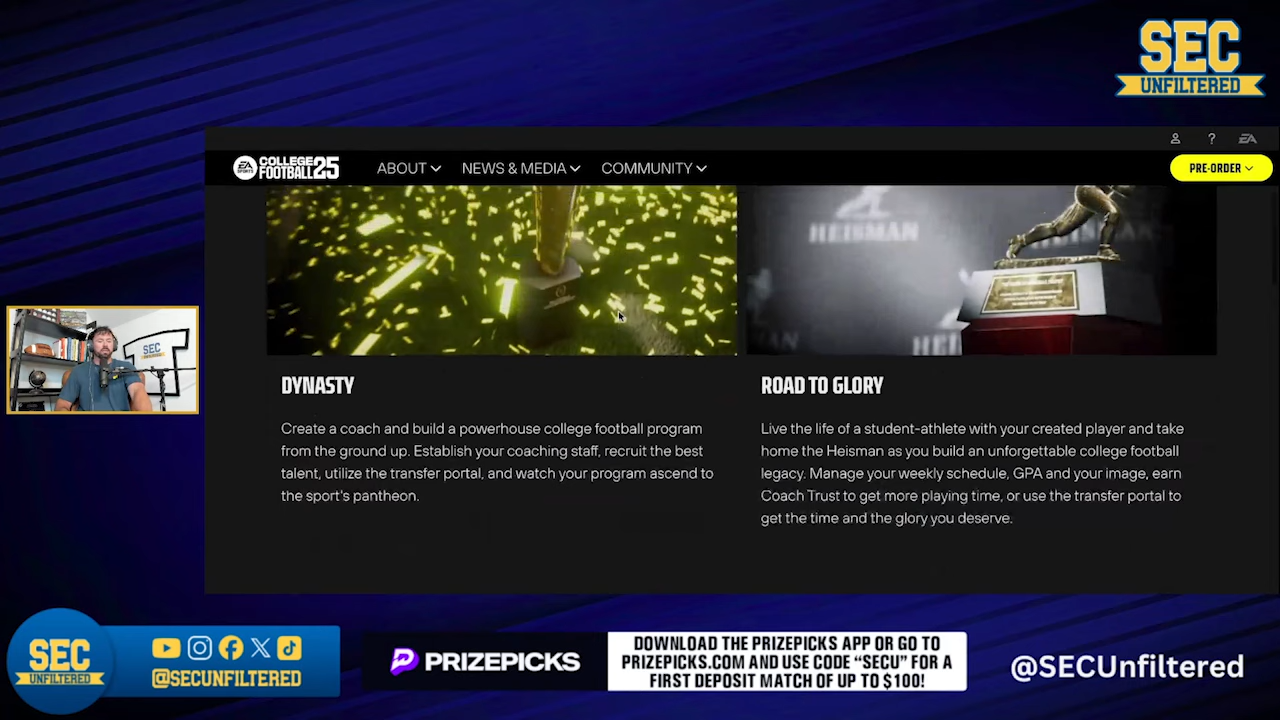 SEC
UNFILTERED
?
EA
EA SPORTS COLLEGE FOOTBALL 25
ABOUT
NEWS & MEDIA
COMMUNITY
PRE-ORDER
HEISMAN
SEC
DYNASTY
Create a coach and build a powerhouse college football program
from the ground up. Establish your coaching staff, recruit the best
talent, utilize the transfer portal, and watch your program ascend to
the sport's pantheon.
ROAD TO GLORY
Live the life of a student-athlete with your created player and take
home the Heisman as you build an unforgettable college football
legacy. Manage your weekly schedule, GPA and your image, earn
Coach Trust to get more playing time, or use the transfer portal to
get the time and the glory you deserve.
SEC
UNFILTERED
@SECUNFILTERED
PRIZEPICKS
DOWNLOAD THE PRIZEPICKS APP OR GO TO
PRIZEPICKS.COM AND USE CODE “SECU” FOR A
FIRST DEPOSIT MATCH OF UP TO $100!
@SECUnfiltered